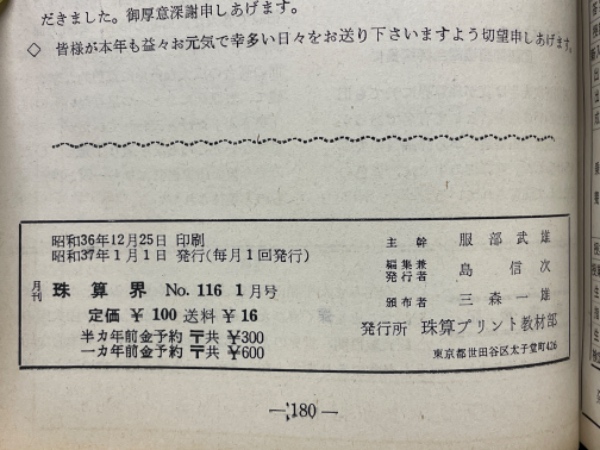 だきました。御厚意深謝申しあげます。
◇ 皆様が本年も益々お元気で幸多い日々をお送り下さいますよう切望申しあげます。
昭和36年12月25日 印刷
昭和37年1月1日 発行(毎月1回発行)
月刊 珠算界 No. 116 1月号
定価 ¥ 100 送料 ¥ 16
半カ年前金予約 〒共 ¥300
一カ年前金予約 〒共 ¥600
主幹 服部武雄
編集兼発行者 島信次
頒布者 三森一雄
発行所 珠算プリント教材部
東京都世田谷区太子堂町426
—180—